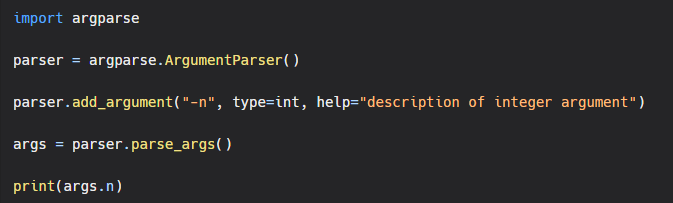 import argparse
parser = argparse.ArgumentParser()
parser.add_argument("-n", type=int, help="description of integer argument")
args = parser.parse_args()
print(args.n)